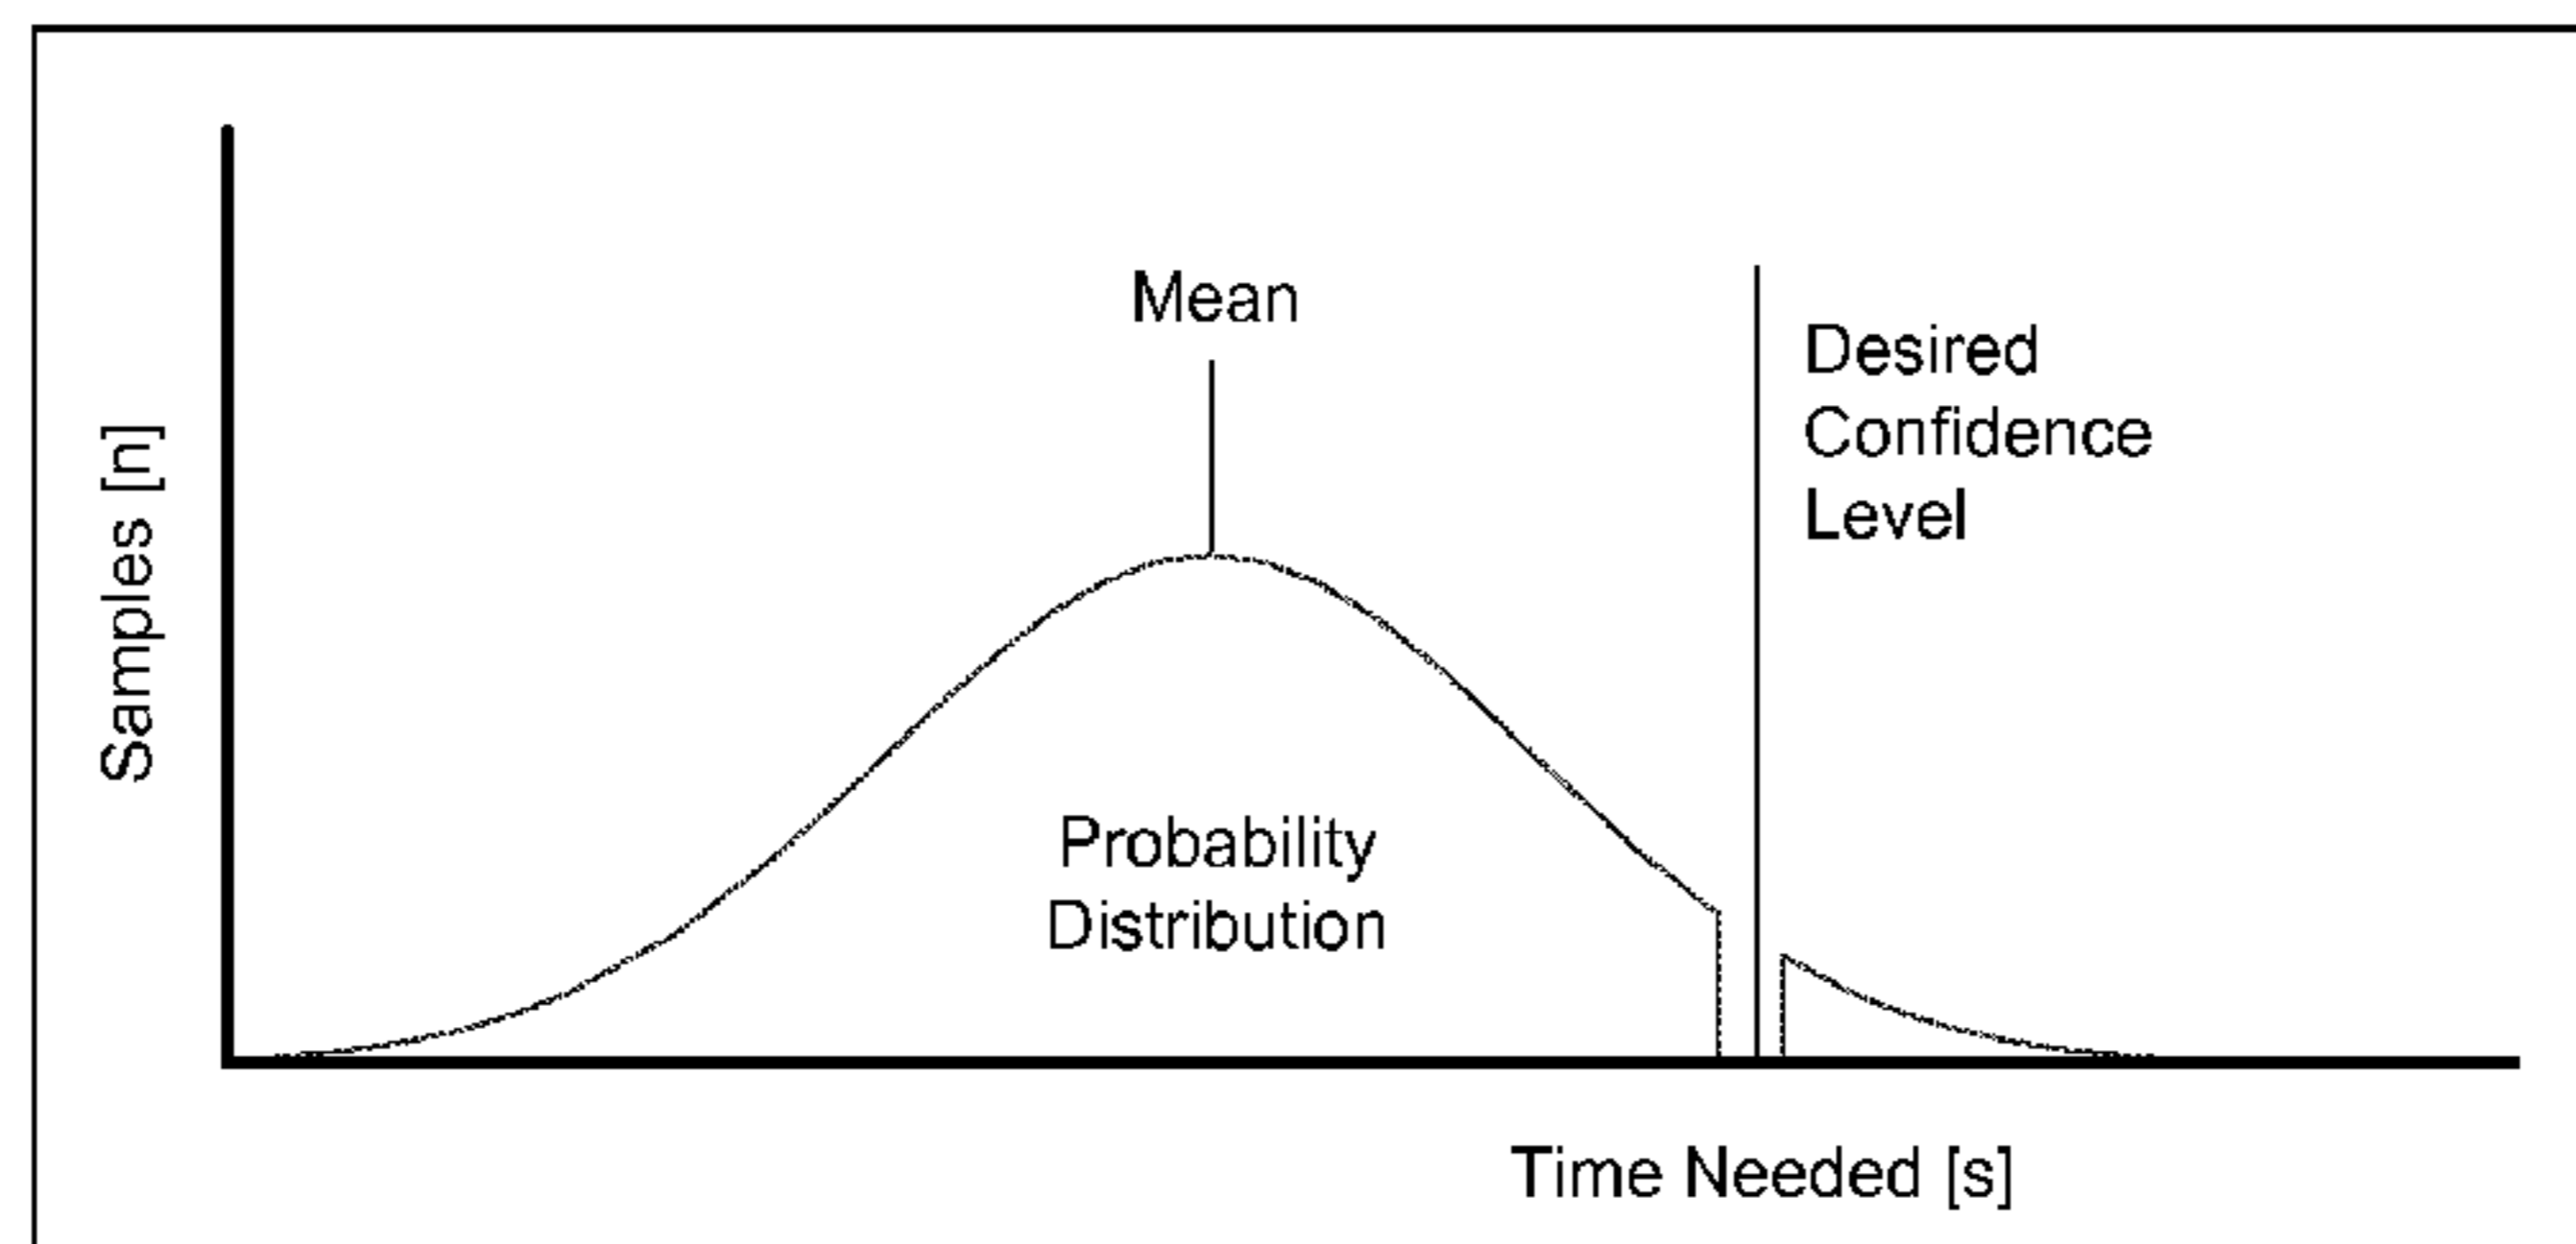 Mean
Desired
Confidence
Level
Samples [n]
Probability
Distribution
Time Needed [s]